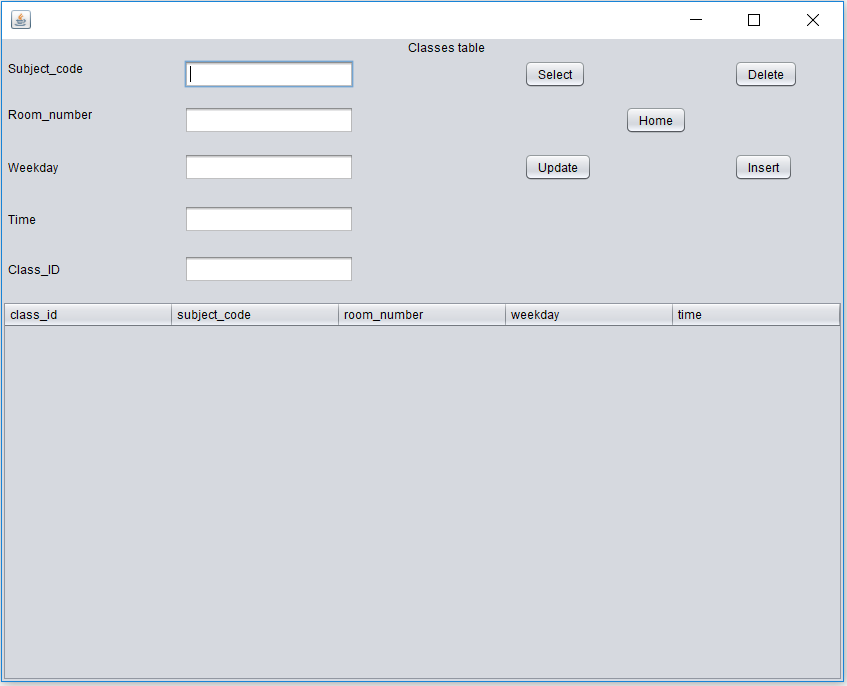 Classes table
Subject_code Select Delete
Room_number Home
Weekday Update Insert
Time
Class_ID
class_id subject_code room_number weekday time